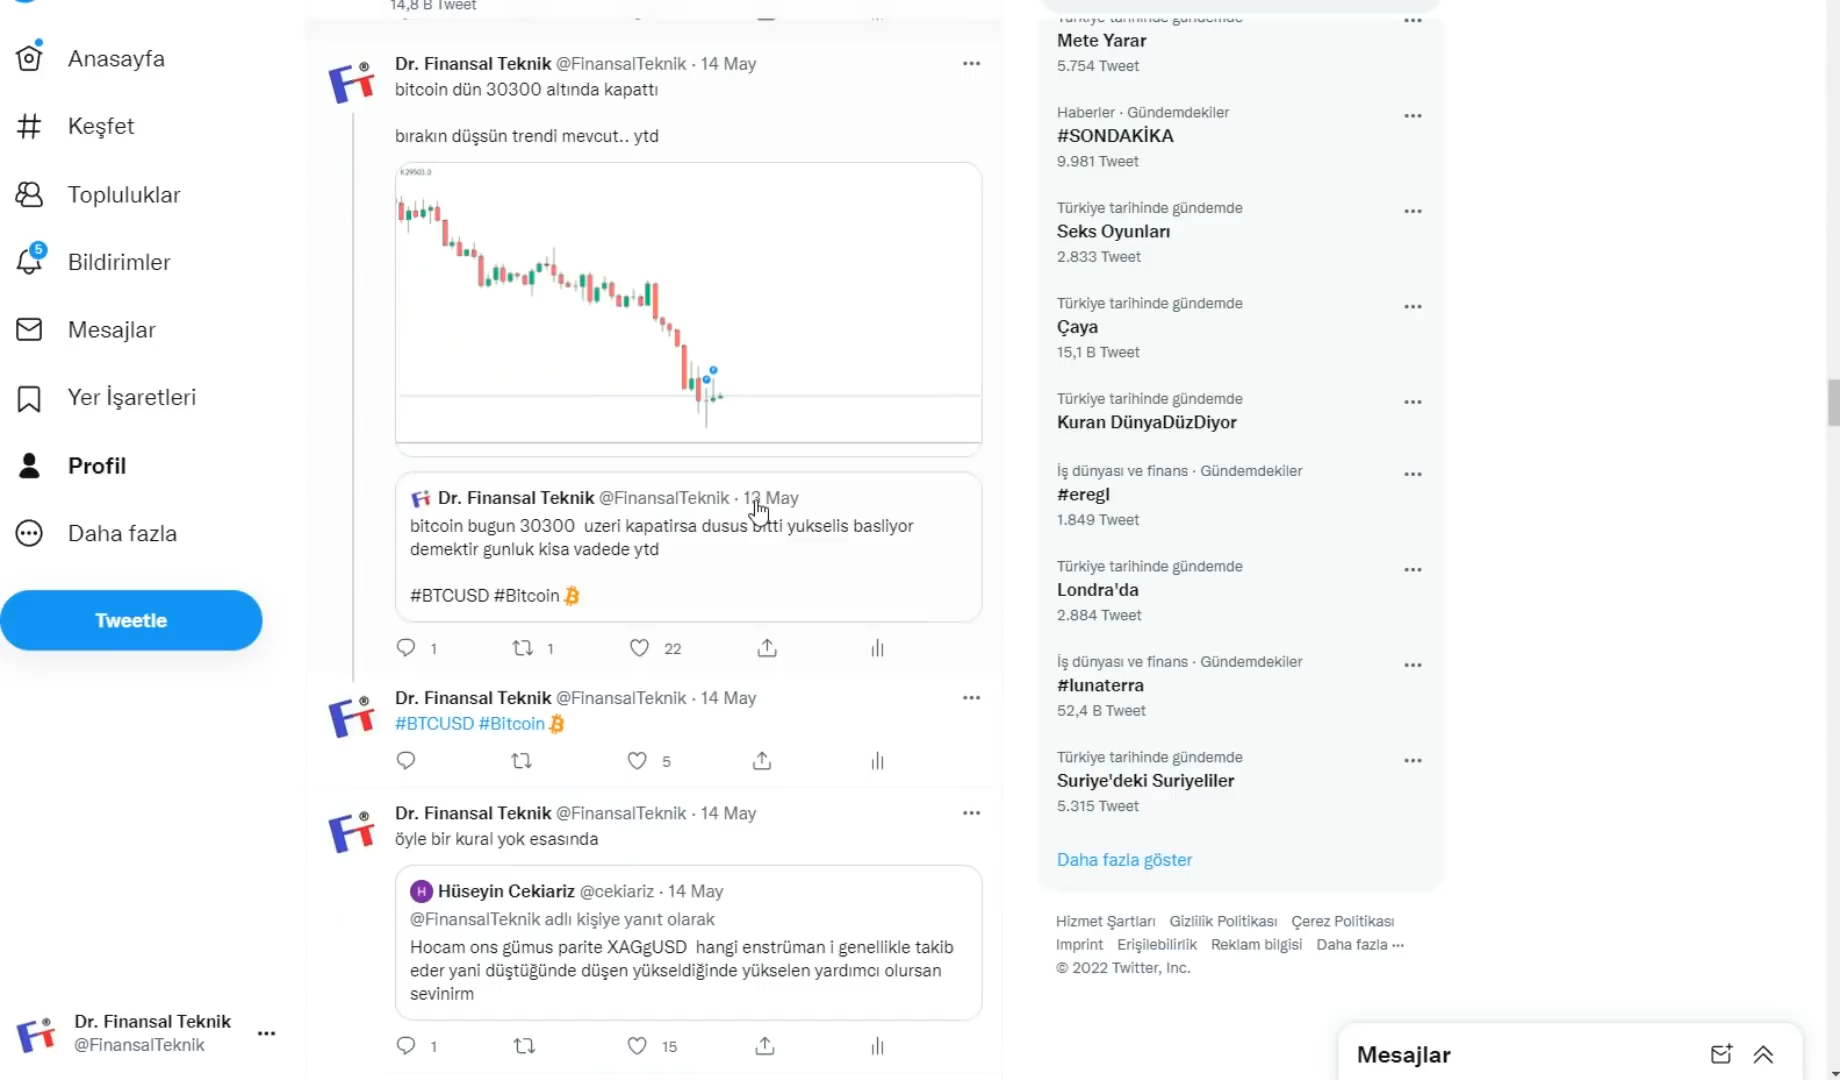 14,8 B Tweet
Anasayfa
Keşfet
Topluluklar
5
Bildirimler
Mesajlar
Yer İşaretleri
Profil
Daha fazla
Tweetle
Dr. Finansal Teknik
@FinansalTeknik
Dr. Finansal Teknik @FinansalTeknik · 14 May
bitcoin dün 30300 altında kapattı
bırakın düşsün trendi mevcut.. ytd
K 29503.0
Dr. Finansal Teknik @FinansalTeknik · 13 May
bitcoin bugun 30300 uzeri kapatirsa dusus bitti yukselis basliyor
demektir gunluk kisa vadede ytd
#BTCUSD #Bitcoin
1 1 22
Dr. Finansal Teknik @FinansalTeknik · 14 May
#BTCUSD #Bitcoin
5
Dr. Finansal Teknik @FinansalTeknik · 14 May
öyle bir kural yok esasında
H Hüseyin Cekiariz @cekiariz · 14 May
@FinansalTeknik adlı kişiye yanıt olarak
Hocam ons gümus parite XAGgUSD hangi enstrüman i genellikle takib
eder yani düştüğünde düşen yükseldiğinde yükselen yardımcı olursan
sevinirm
1 15
Türkiye tarihinde gündemde
Mete Yarar
5.754 Tweet
Haberler · Gündemdekiler
#SONDAKİKA
9.981 Tweet
Türkiye tarihinde gündemde
Seks Oyunları
2.833 Tweet
Türkiye tarihinde gündemde
Çaya
15,1 B Tweet
Türkiye tarihinde gündemde
Kuran DünyaDüzDiyor
İş dünyası ve finans · Gündemdekiler
#eregl
1.849 Tweet
Türkiye tarihinde gündemde
Londra'da
2.884 Tweet
İş dünyası ve finans · Gündemdekiler
#lunaterra
52,4 B Tweet
Türkiye tarihinde gündemde
Suriye'deki Suriyeliler
5.315 Tweet
Daha fazla göster
Hizmet Şartları Gizlilik Politikası Çerez Politikası
Imprint Erişilebilirlik Reklam bilgisi Daha fazla ···
© 2022 Twitter, Inc.
Mesajlar